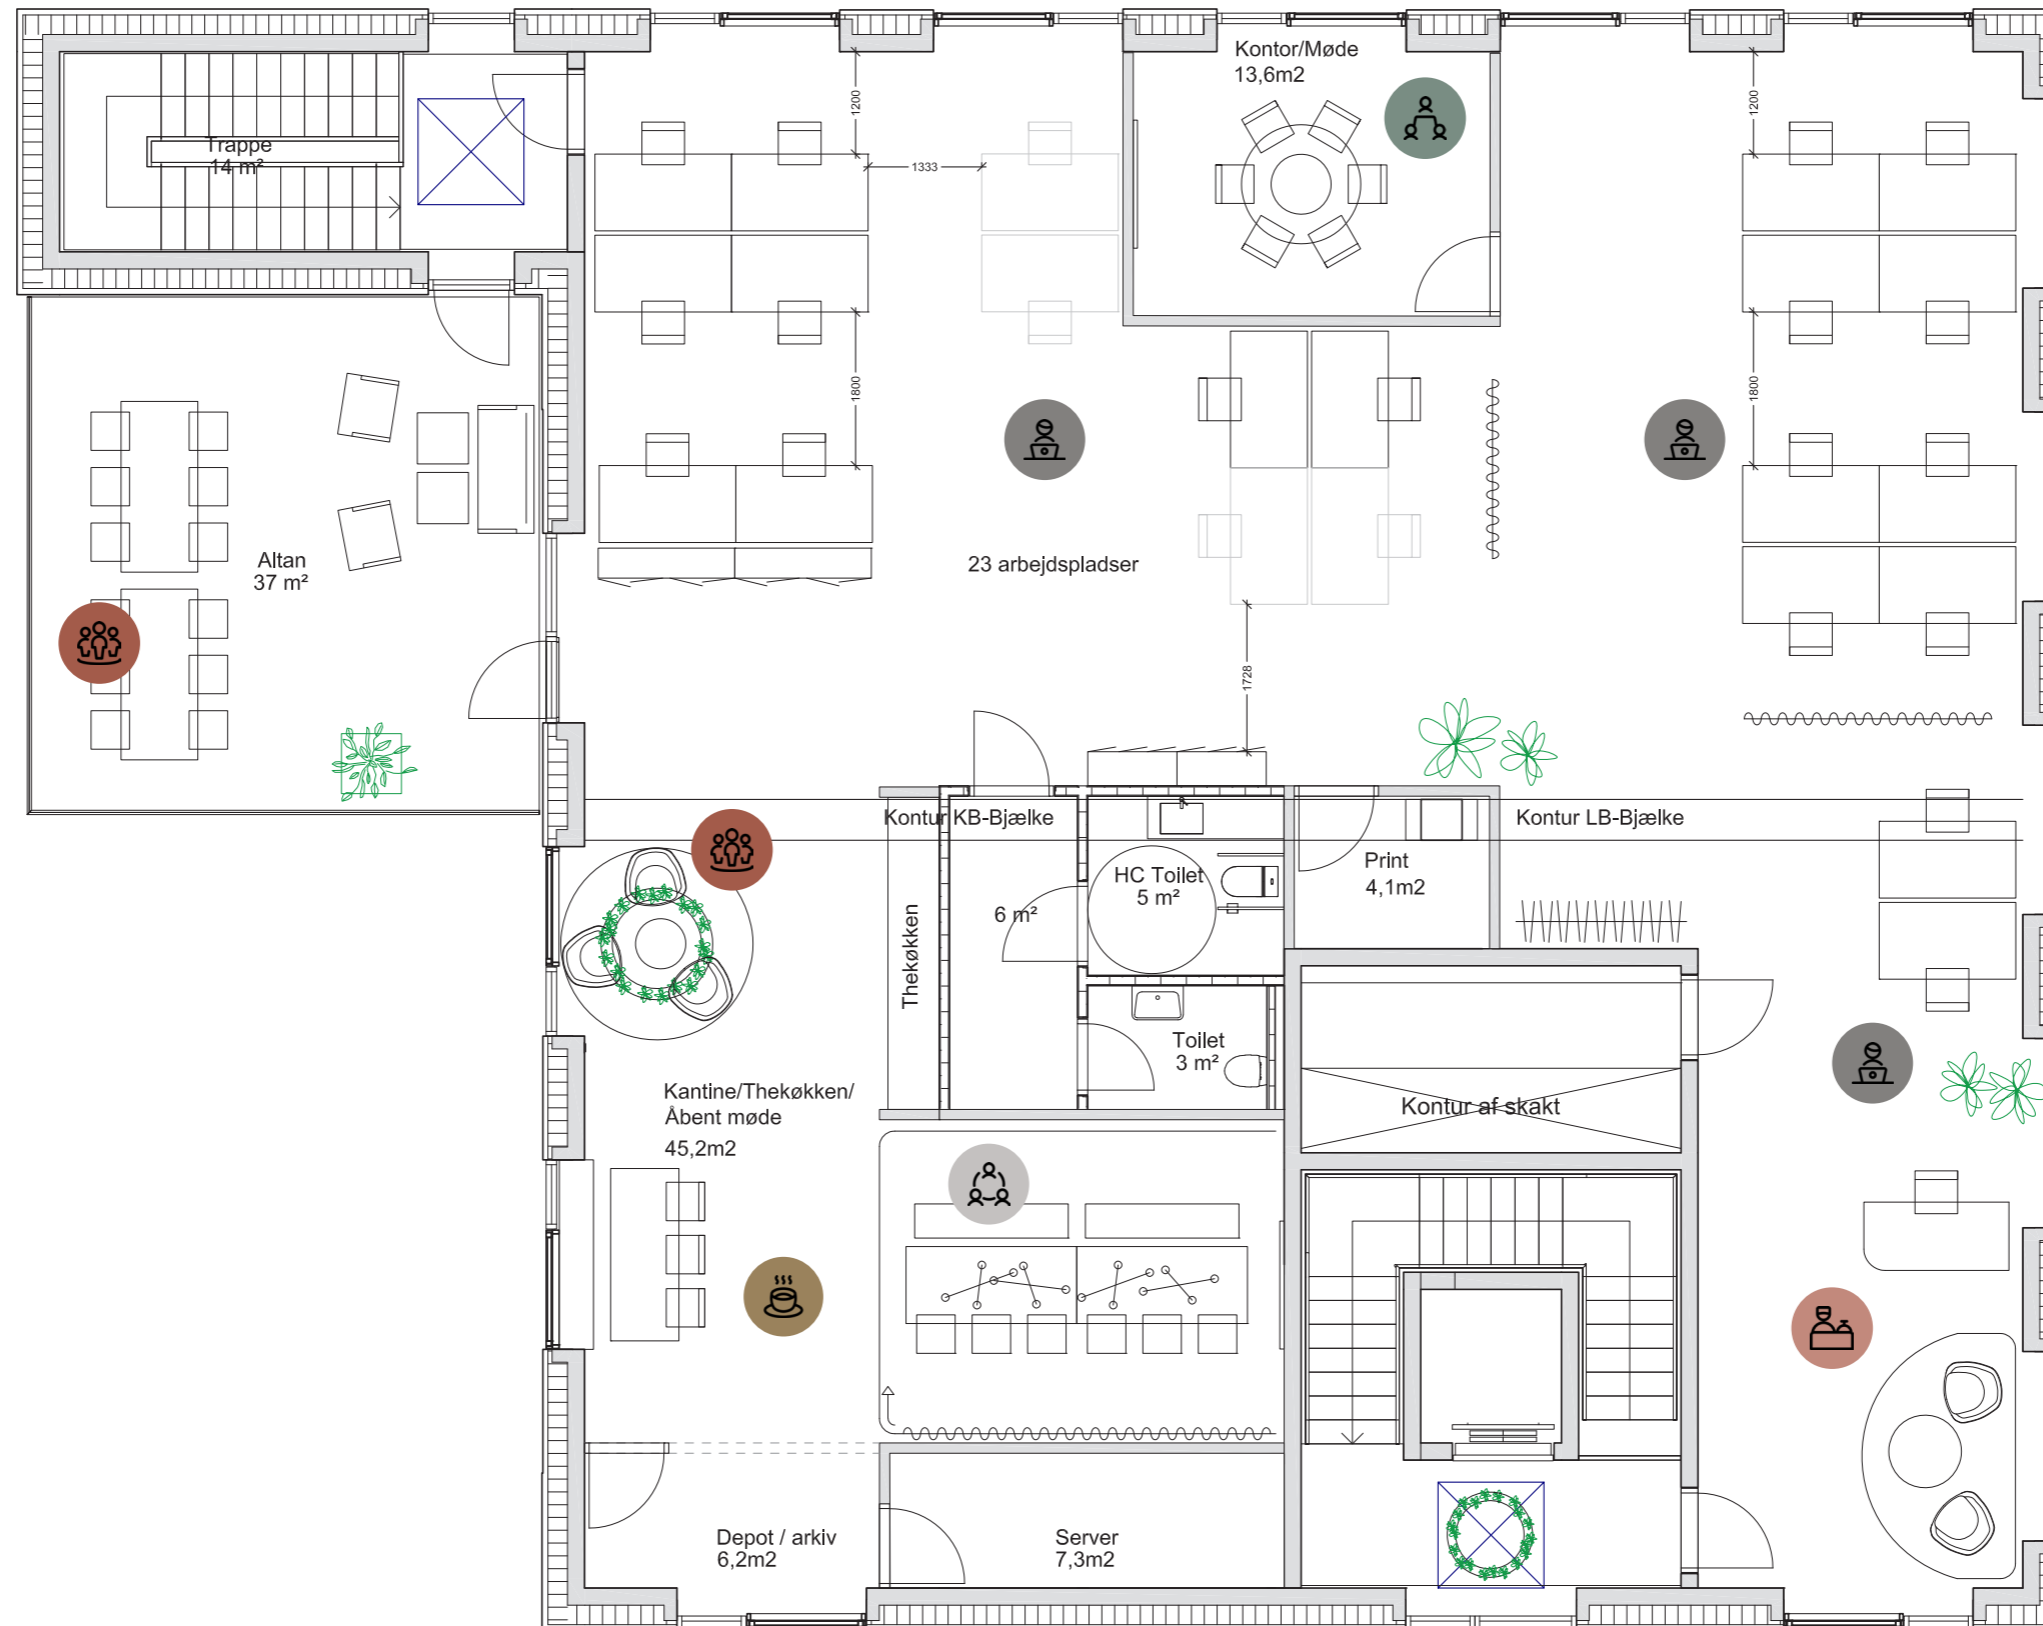 Kontor/Møde
13,6m2
1200
1200
Trappe
14 m²
1333
1800
1800
Altan
37 m²
23 arbejdspladser
1728
Kontur KB-Bjælke
Kontur LB-Bjælke
Print
4,1m2
HC Toilet
5 m²
6 m²
Thekøkken
Toilet
3 m²
Kantine/Thekøkken/
Åbent møde
45,2m2
Kontur af skakt
Depot / arkiv
6,2m2
Server
7,3m2